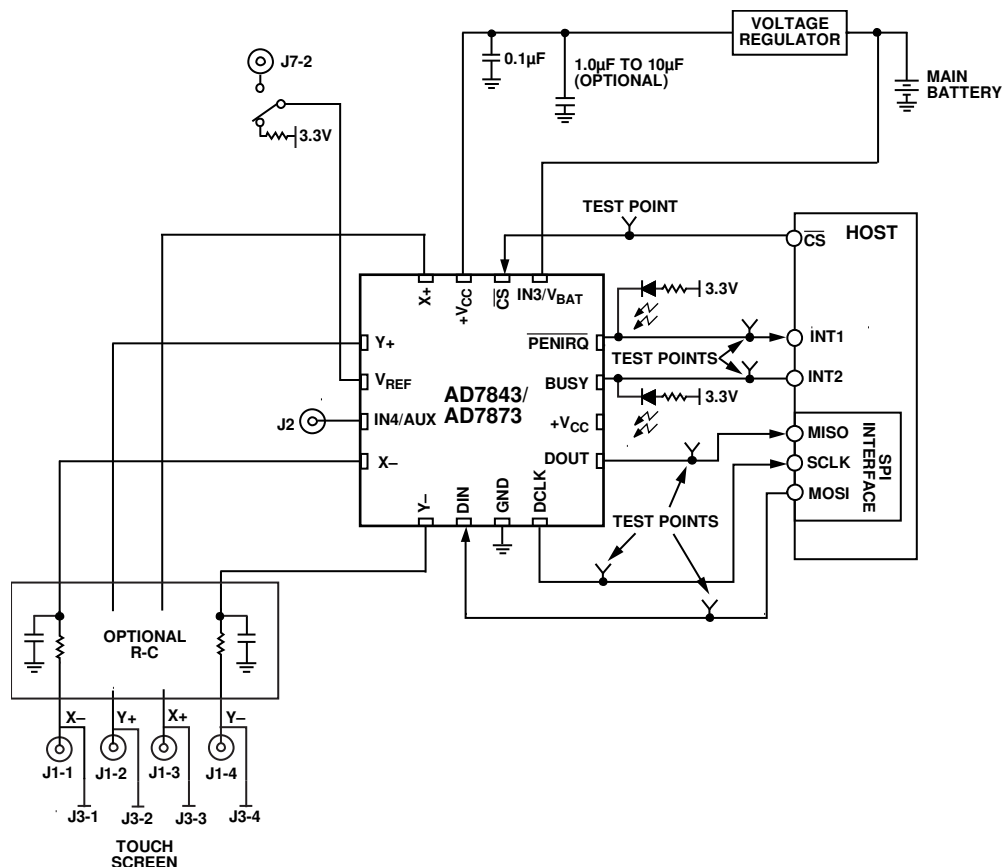 VOLTAGE
REGULATOR
J7-2
0.1µF
1.0µF TO 10µF
(OPTIONAL)
MAIN
BATTERY
3.3V
TEST POINT
CS
HOST
X+
+VCC
CS
IN3/VBAT
3.3V
Y+
PENIRQ
INT1
TEST POINTS
VREF
BUSY
INT2
AD7843/
AD7873
3.3V
J2
IN4/AUX
+VCC
MISO
X–
DOUT
SCLK
SPI
INTERFACE
MOSI
Y–
DIN
GND
DCLK
TEST POINTS
OPTIONAL
R-C
X–
Y+
X+
Y–
J1-1
J1-2
J1-3
J1-4
J3-1
J3-2
J3-3
J3-4
TOUCH
SCREEN